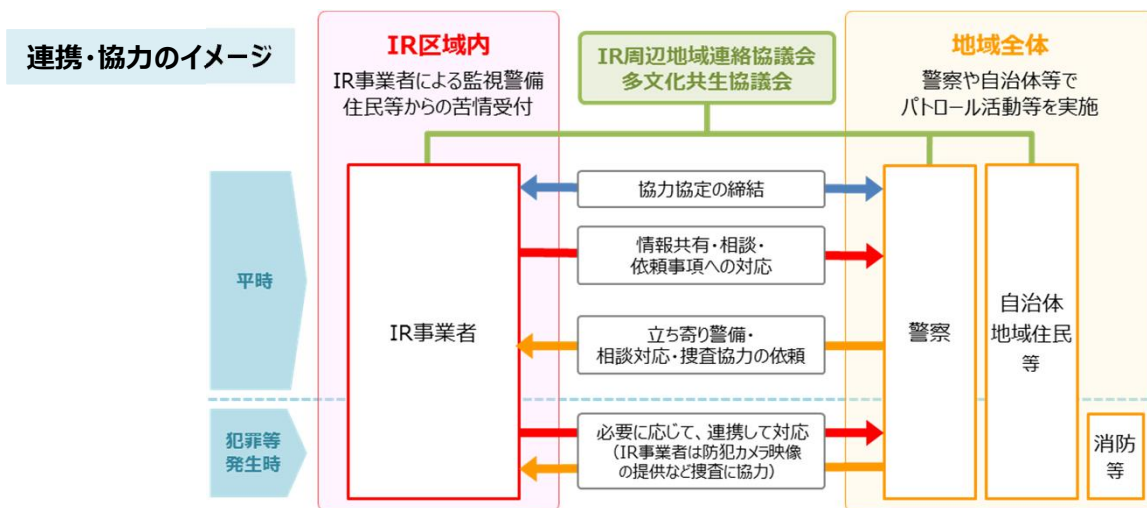 連携・協力のイメージ
IR区域内
IR事業者による監視警備
住民等からの苦情受付
IR周辺地域連絡協議会
多文化共生協議会
地域全体
警察や自治体等で
パトロール活動等を実施
平時
IR事業者
協力協定の締結
情報共有・相談・
依頼事項への対応
立ち寄り警備・
相談対応・捜査協力の依頼
警察
自治体
地域住民
等
犯罪等
発生時
必要に応じて、連携して対応
（IR事業者は防犯カメラ映像
の提供など捜査に協力）
消防
等